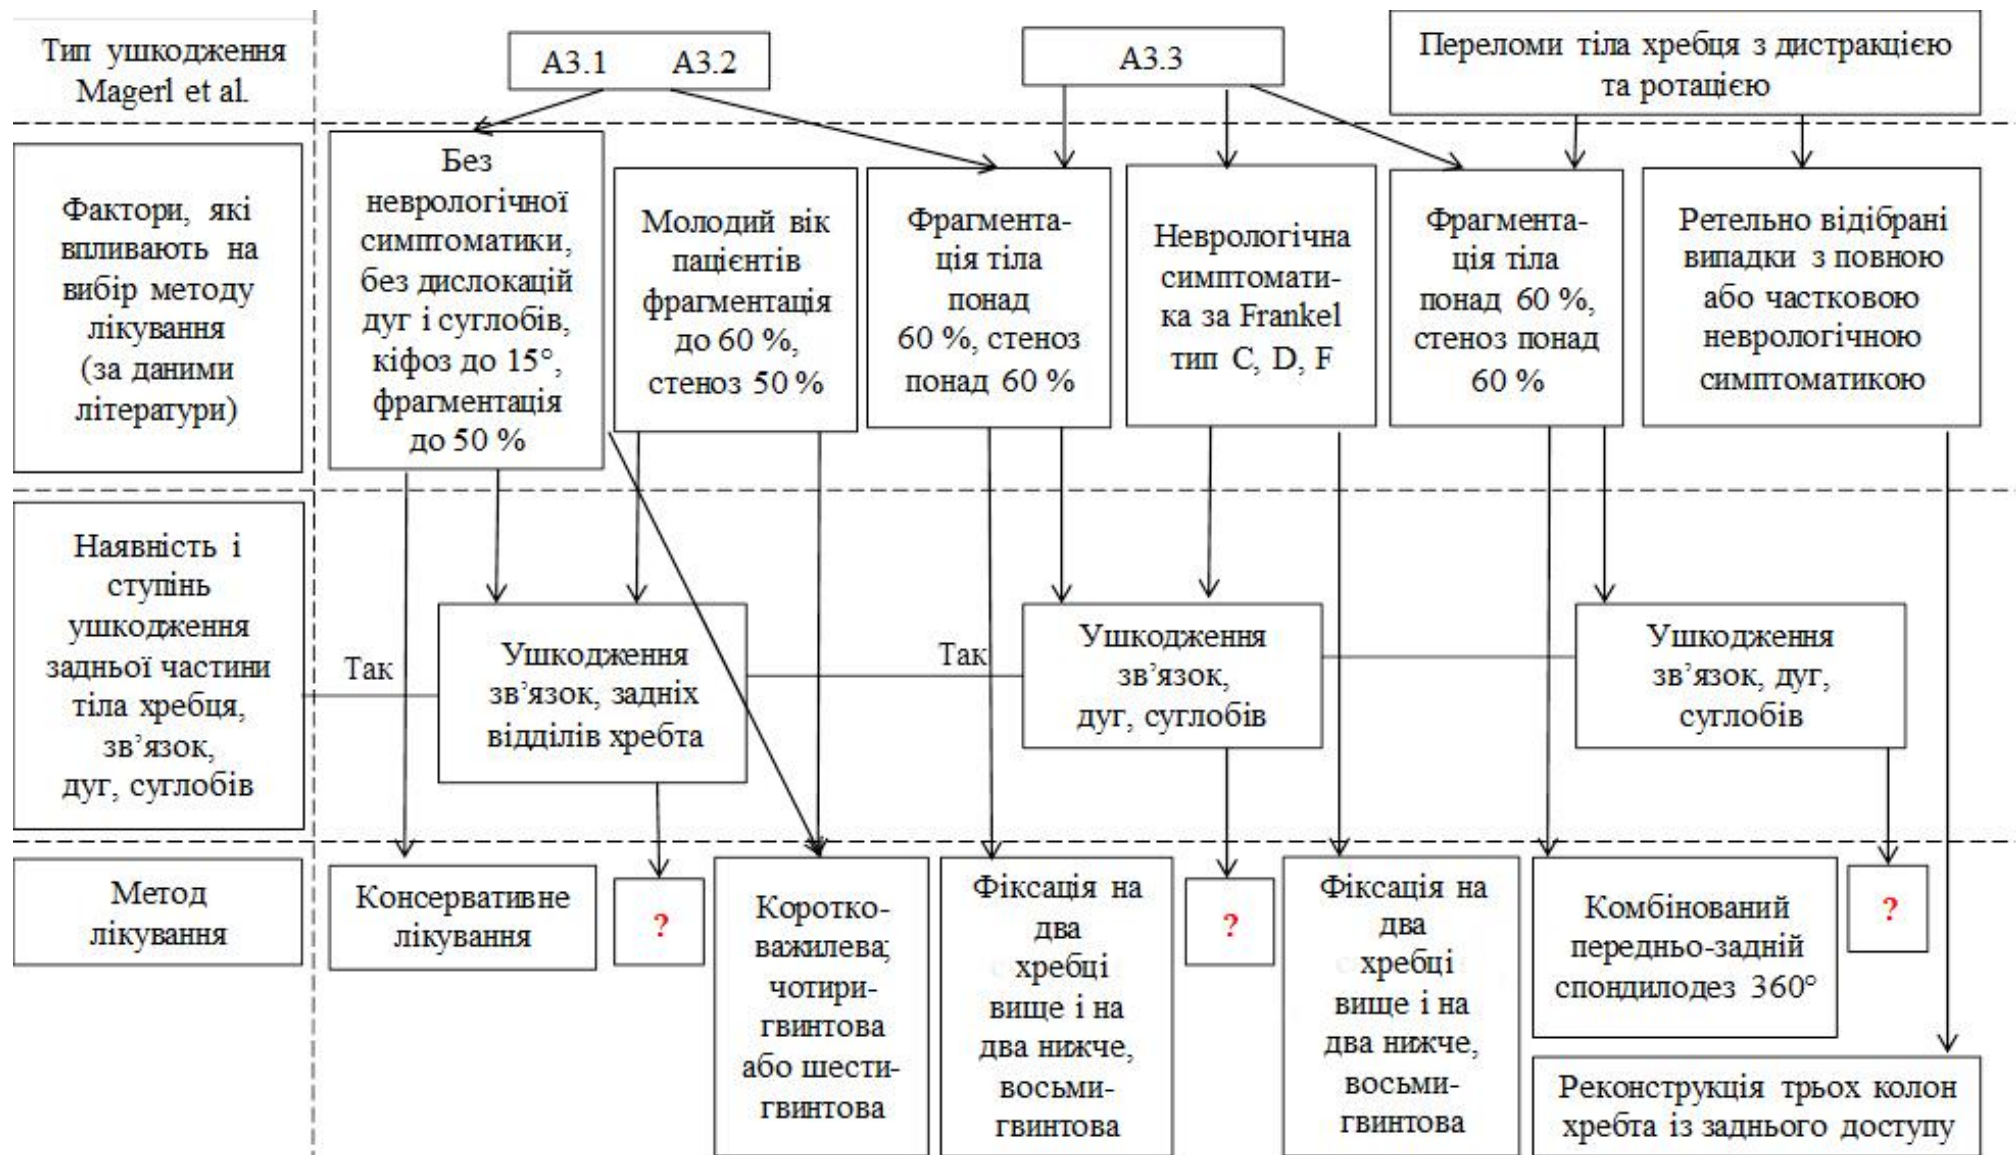 Тип ушкодження
Magerl et al.
А3.1 А3.2
А3.3
Переломи тіла хребця з дистракцією
та ротацією
Фактори, які
впливають на
вибір методу
лікування
(за даними
літератури)
Без
неврологічної
симптоматики,
без дислокацій
дуг і суглобів,
кіфоз до 15°,
фрагментація
до 50 %
Молодий вік
пацієнтів
фрагментація
до 60 %,
стеноз 50 %
Фрагмента-
ція тіла
понад
60 %, стеноз
понад 60 %
Неврологічна
симптомати-
ка за Frankel
тип C, D, F
Фрагмента-
ція тіла
понад 60 %,
стеноз понад
60 %
Ретельно відібрані
випадки з повною
або частковою
неврологічною
симптоматикою
Наявність і
ступінь
ушкодження
задньої частини
тіла хребця,
зв’язок,
дуг, суглобів
Так
Ушкодження
зв’язок, задніх
відділів хребта
Так
Ушкодження
зв’язок,
дуг, суглобів
Ушкодження
зв’язок, дуг,
суглобів
Метод
лікування
Консервативне
лікування
?
Коротко-
важилева;
чотири-
гвинтова
або шести-
гвинтова
Фіксація на
два
хребці
вище і на
два нижче,
восьми-
гвинтова
?
Фіксація на
два
хребці
вище і на
два нижче,
восьми-
гвинтова
Комбінований
передньо-задній
спондилодез 360°
?
Реконструкція трьох колон
хребта із заднього доступу